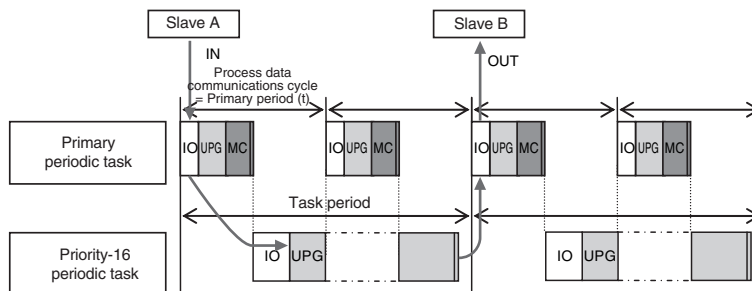 Slave A
Slave B
IN
OUT
Process data
communications cycle
= Primary period (t)
Primary
periodic task
IO UPG MC
IO UPG MC
IO UPG MC
IO UPG MC
Task period
Priority-16
periodic task
IO UPG
IO UPG